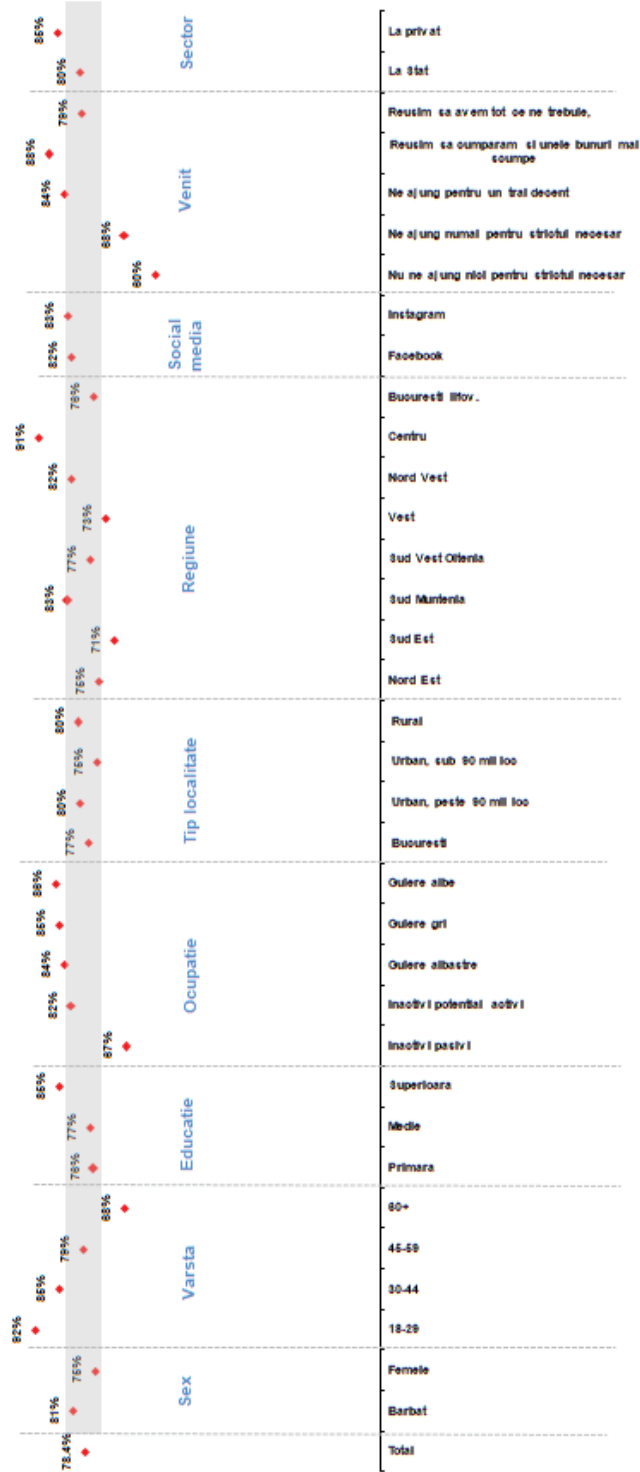 85% Sector La privat
80% La Stat
79% Reusim sa avem tot ce ne trebuie,
88% Reusim sa cumparam si unele bunuri mai
scumpe
84% Venit Ne ajung pentru un trai decent
68% Ne ajung numai pentru strictul necesar
60% Nu ne ajung nici pentru strictul necesar
83% Social Instagram
82% media Facebook
76% Bucuresti Ilfov.
91% Centru
82% Nord Vest
73% Vest
77% Regiune Sud Vest Oltenia
83% Sud Muntenia
71% Sud Est
75% Nord Est
80% Rural
75% Urban, sub 90 mii loc
80% Tip localitate Urban, peste 90 mii loc
77% Bucuresti
86% Gulere albe
85% Gulere gri
84% Ocupatie Gulere albastre
82% Inactivi potential activi
67% Inactivi pasivi
85% Superioara
77% Educatie Medie
76% Primara
68% 60+
79% Varsta 45-59
85% 30-44
92% 18-29
76% Sex Femeie
81% Barbat
78.4% Total